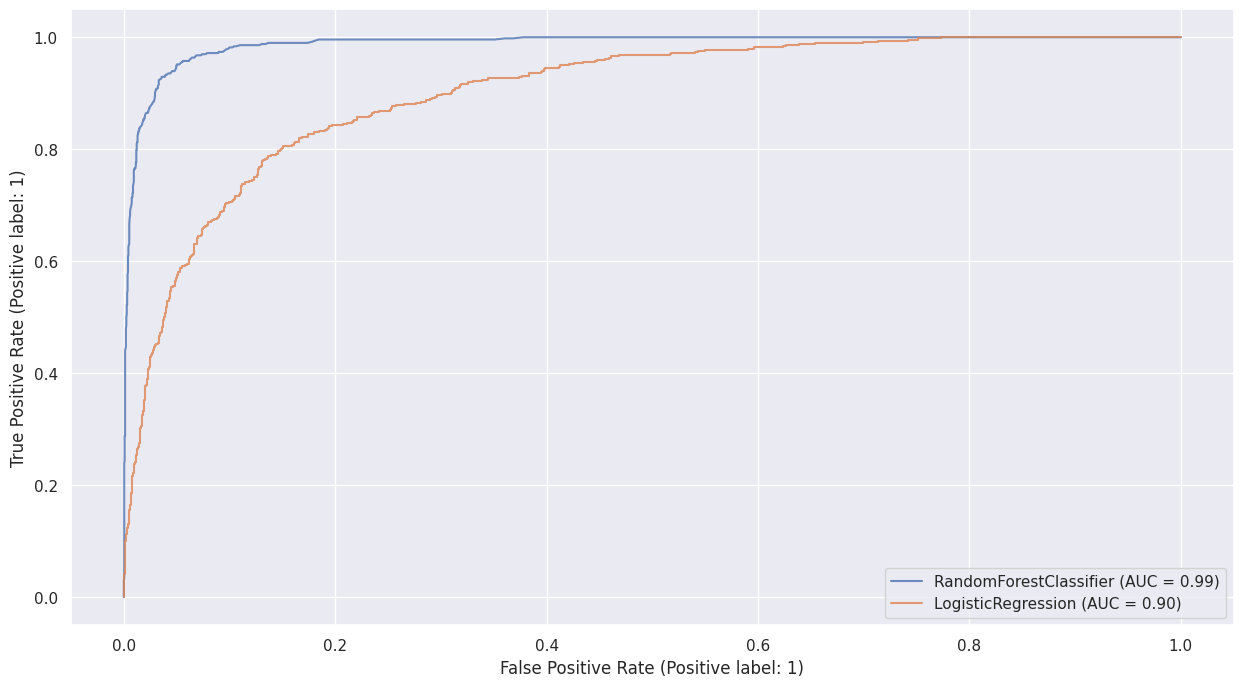 1.0
0.8
0.6
0.4
0.2
0.0
True Positive Rate (Positive label: 1)
0.0 0.2 0.4 0.6 0.8 1.0
False Positive Rate (Positive label: 1)
RandomForestClassifier (AUC = 0.99)
LogisticRegression (AUC = 0.90)